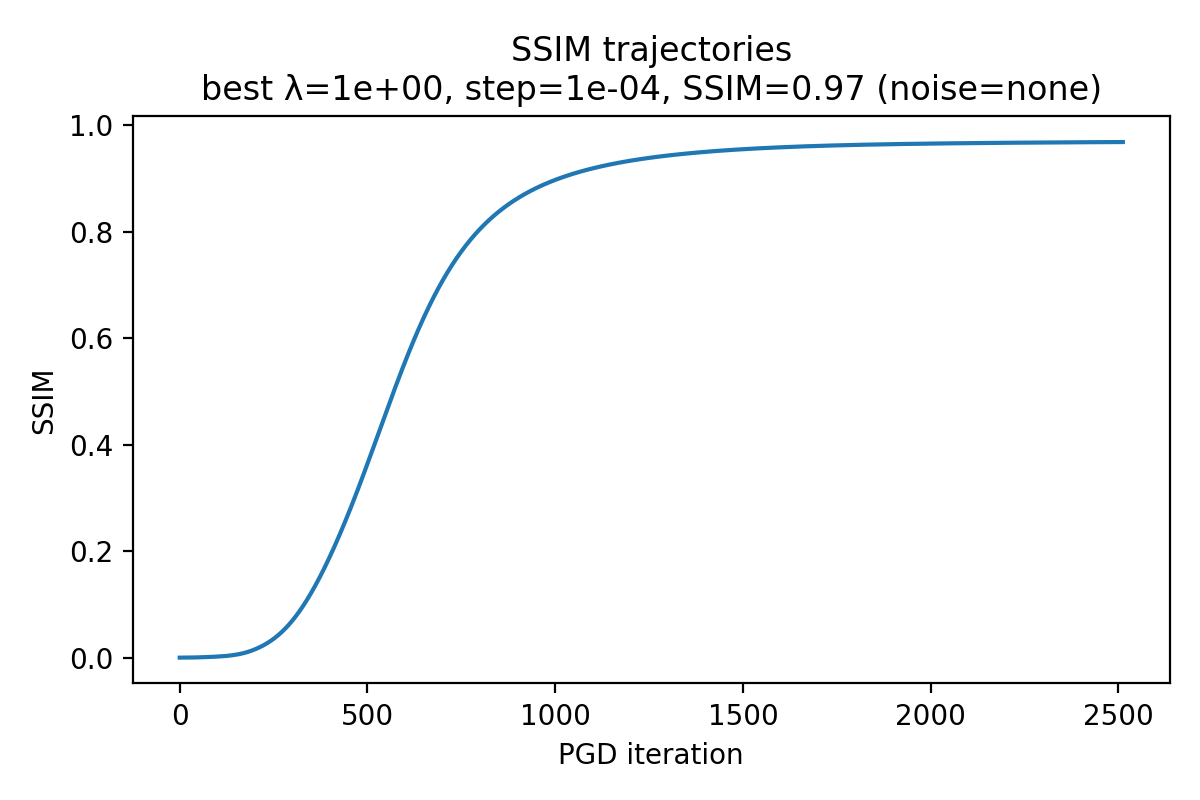 SSIM trajectories
best λ=1e+00, step=1e-04, SSIM=0.97 (noise=none)
1.0
0.8
0.6
0.4
0.2
0.0
SSIM
0 500 1000 1500 2000 2500
PGD iteration